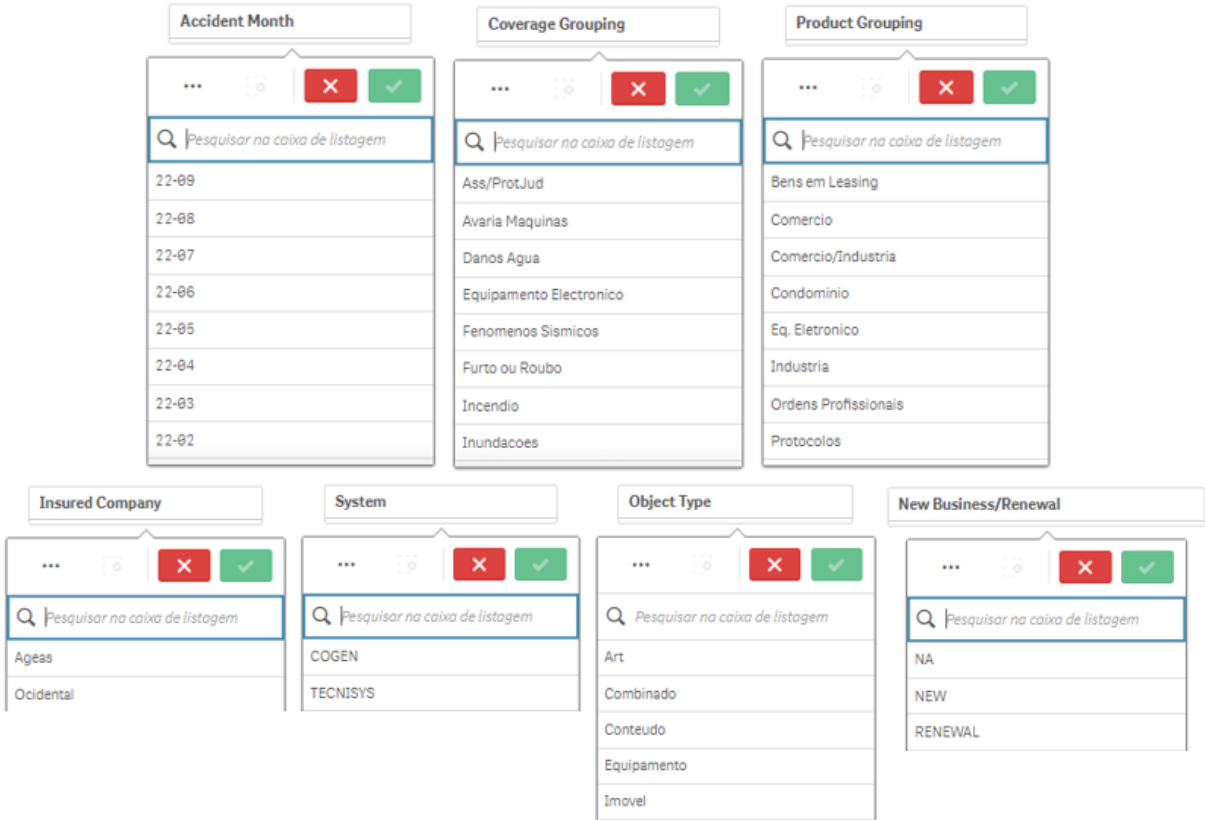 Accident Month
...
Pesquisar na caixa de listagem
22-09
22-08
22-07
22-06
22-05
22-04
22-03
22-02
Coverage Grouping
...
Pesquisar na caixa de listagem
Ass/ProtJud
Avaria Maquinas
Danos Agua
Equipamento Electronico
Fenomenos Sismicos
Furto ou Roubo
Incendio
Inundacoes
Product Grouping
...
Pesquisar na caixa de listagem
Bens em Leasing
Comercio
Comercio/Industria
Condominio
Eq. Eletronico
Industria
Ordens Profissionais
Protocolos
Insured Company
...
Pesquisar na caixa de listagem
Ageas
Ocidental
System
...
Pesquisar na caixa de listagem
COGEN
TECNISYS
Object Type
...
Pesquisar na caixa de listagem
Art
Combinado
Conteudo
Equipamento
Imovel
New Business/Renewal
...
Pesquisar na caixa de listagem
NA
NEW
RENEWAL